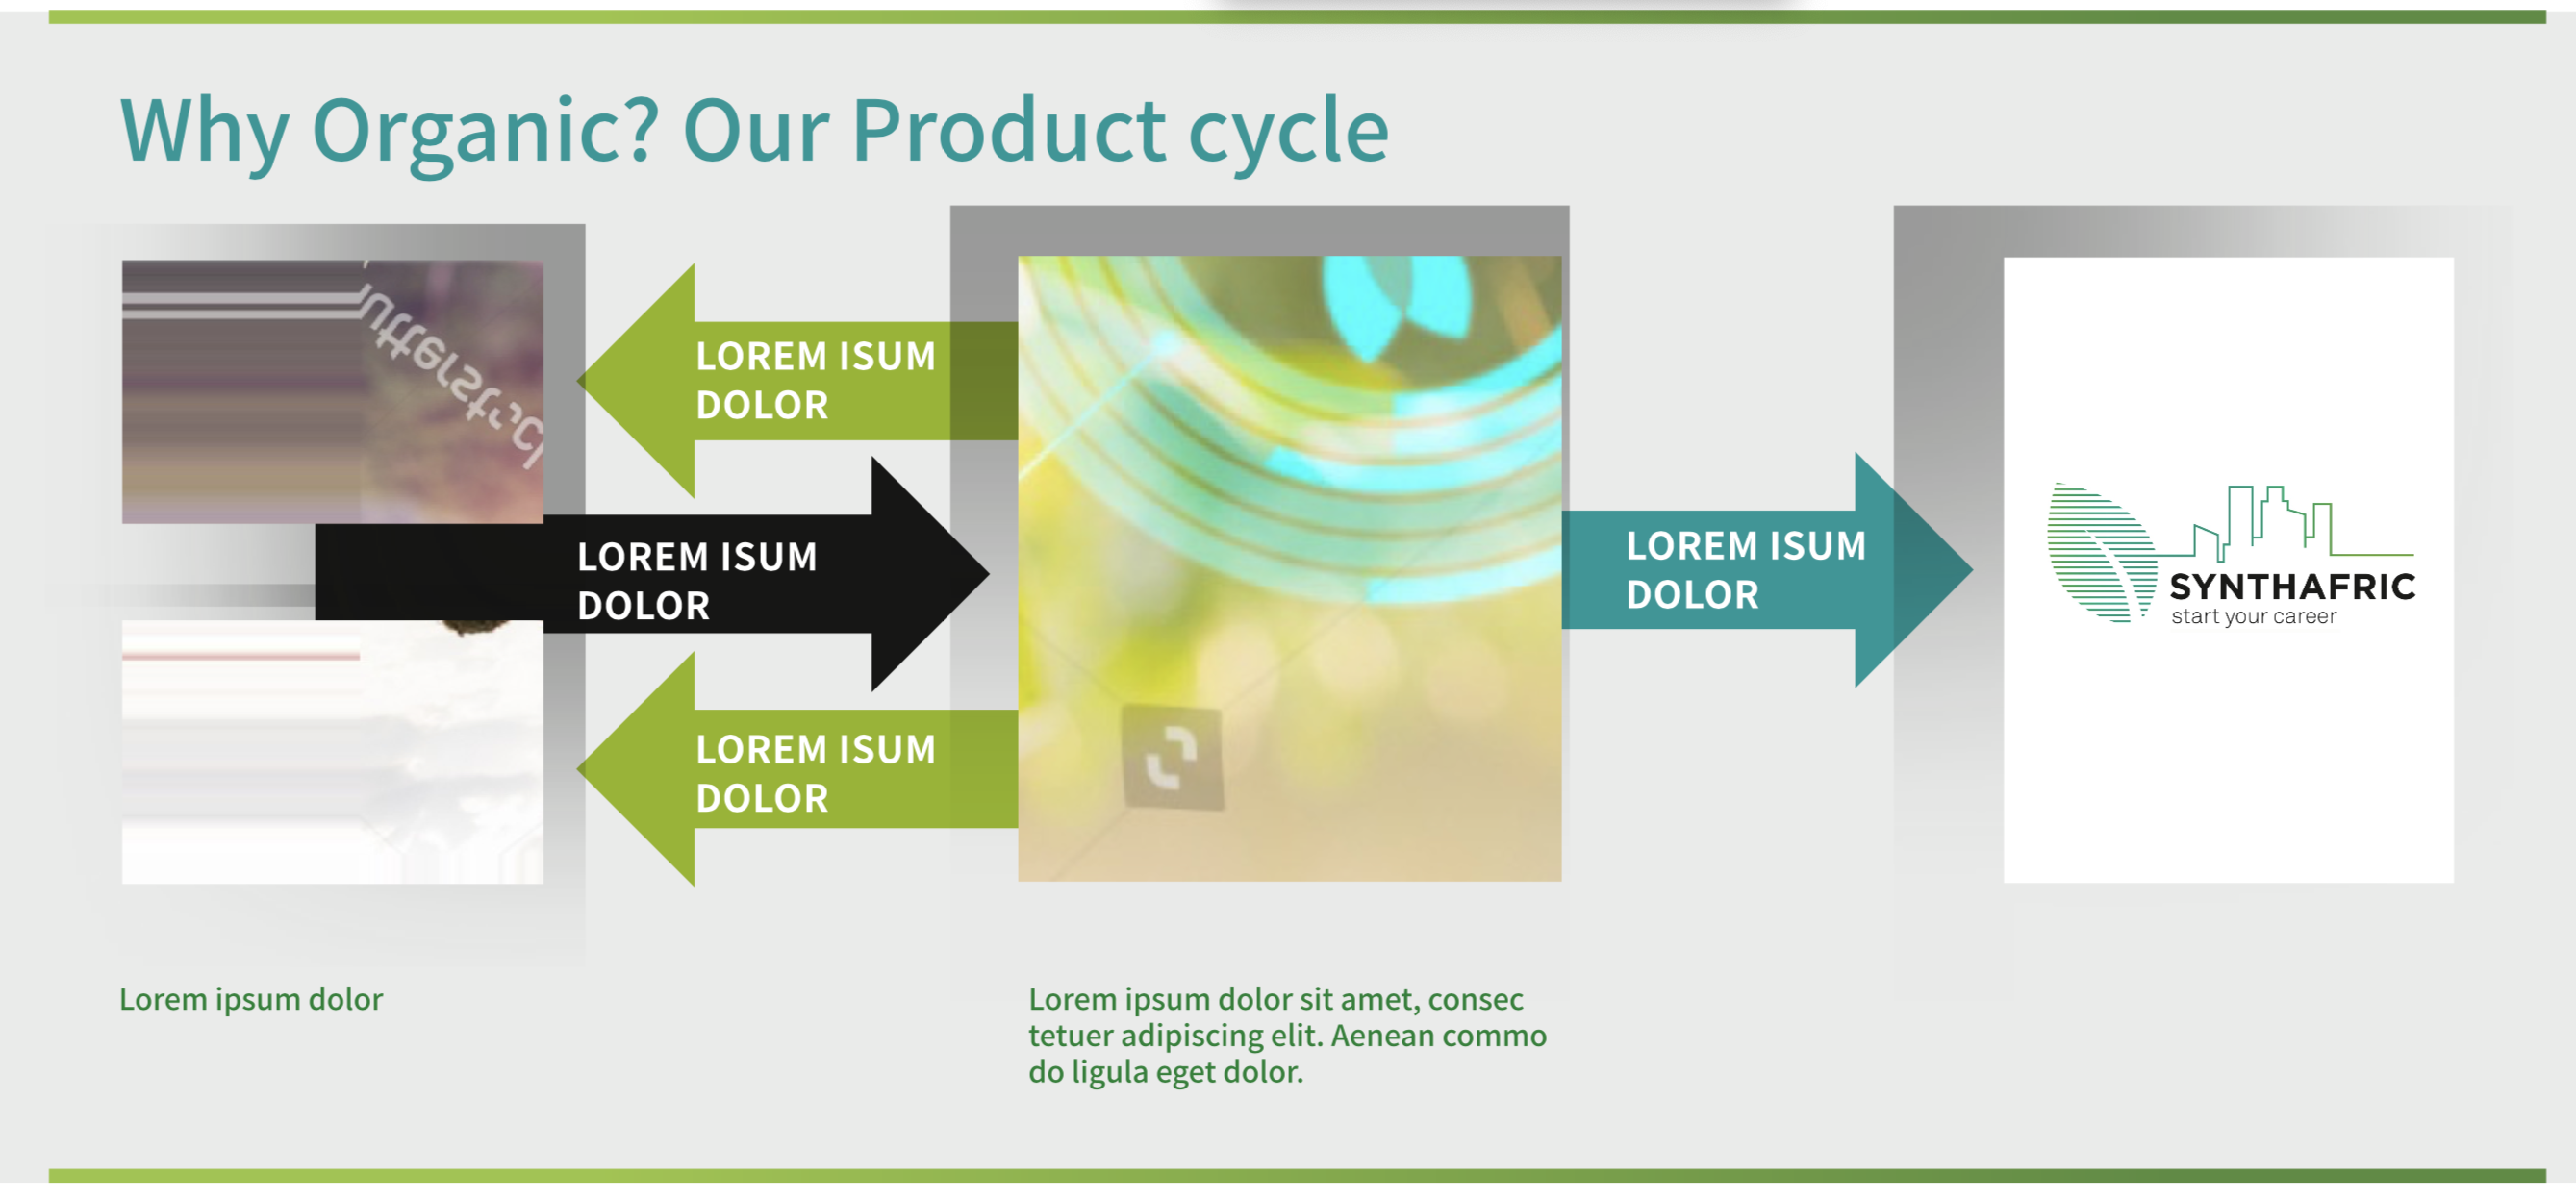 Why Organic? Our Product cycle
LOREM ISUM
DOLOR
LOREM ISUM
DOLOR
LOREM ISUM
DOLOR
LOREM ISUM
DOLOR
SYNTHAFRIC
start your career
Lorem ipsum dolor
Lorem ipsum dolor sit amet, consec
tetuer adipiscing elit. Aenean commo
do ligula eget dolor.